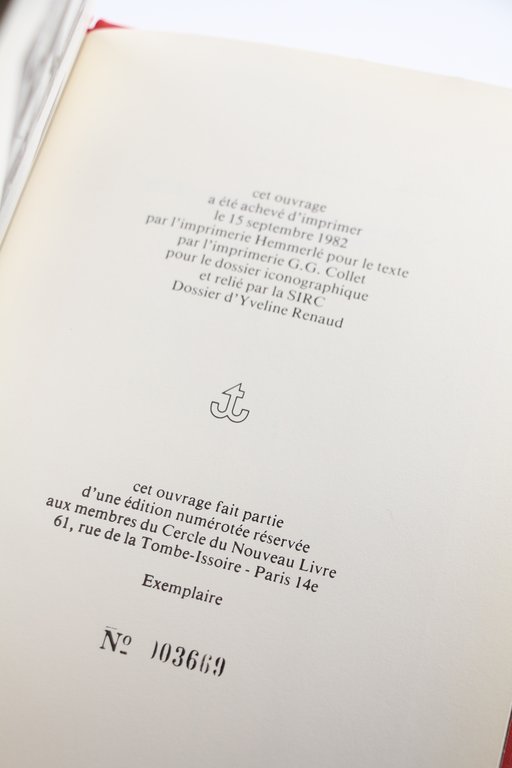 cet ouvrage
a été achevé d'imprimer
le 15 septembre 1982
par l'imprimerie Hemmerlé pour le texte
par l'imprimerie G.G. Collet
pour le dossier iconographique
et relié par la SIRC
Dossier d'Yveline Renaud
cet ouvrage fait partie
d'une édition numérotée réservée
aux membres du Cercle du Nouveau Livre
61, rue de la Tombe-Issoire - Paris 14e
Exemplaire
Nº 003669